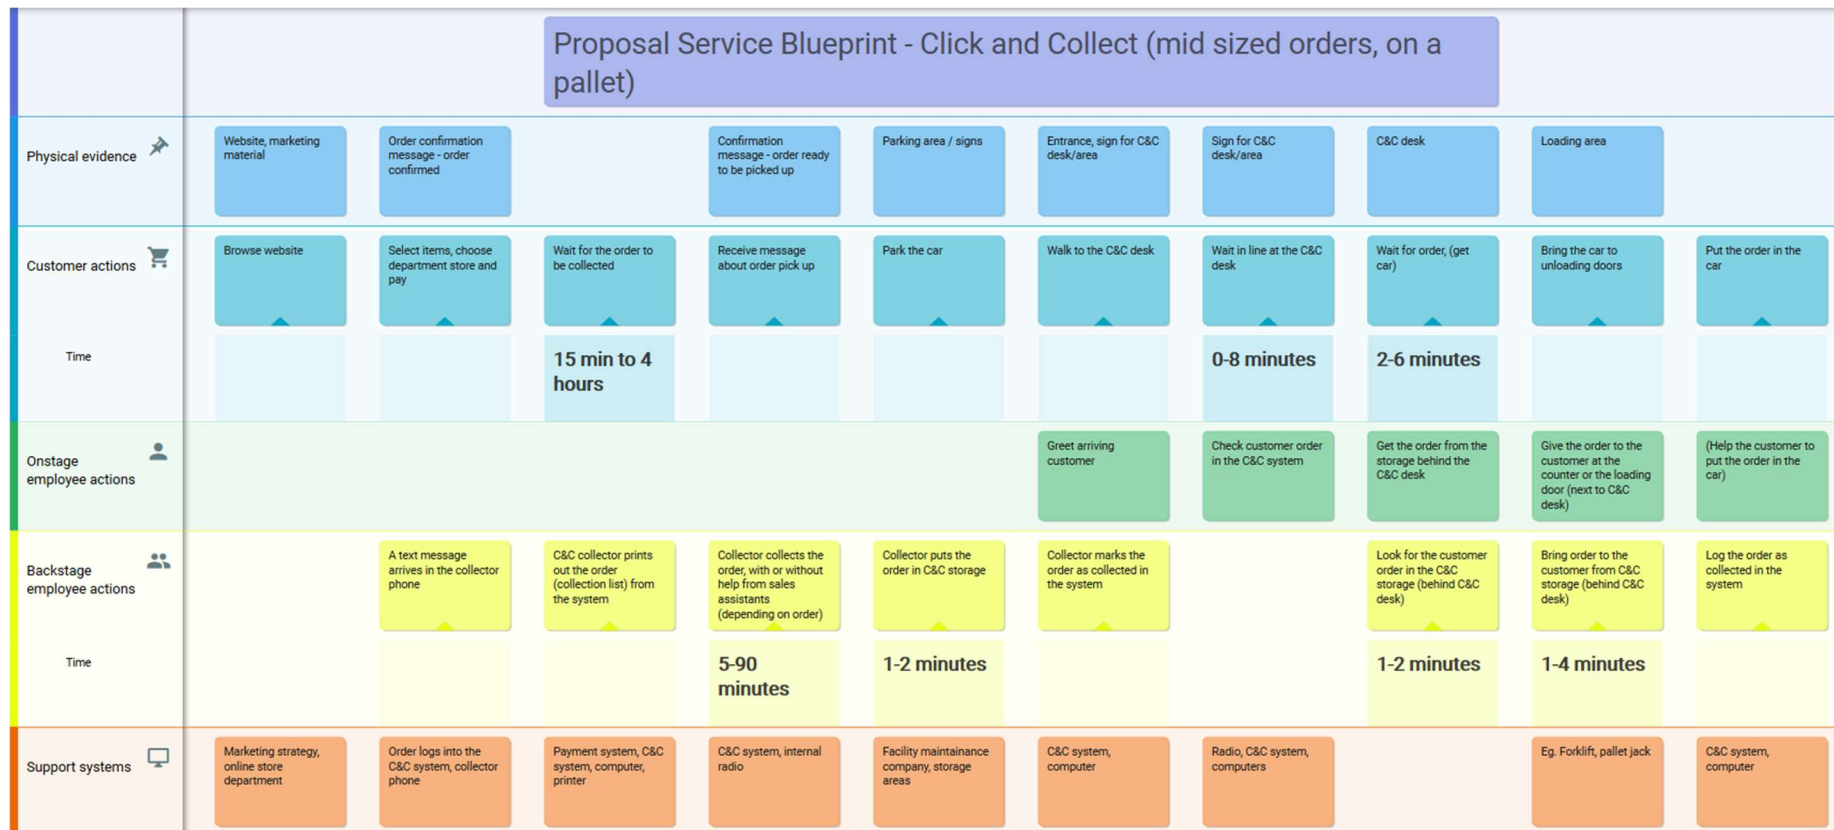 Proposal Service Blueprint - Click and Collect (mid sized orders, on a
pallet)
Physical evidence
Website, marketing
material
Order confirmation
message - order
confirmed
Confirmation
message - order ready
to be picked up
Parking area / signs
Entrance, sign for C&C
desk/area
Sign for C&C
desk/area
C&C desk
Loading area
Customer actions
Browse website
Select items, choose
department store and
pay
Wait for the order to
be collected
Receive message
about order pick up
Park the car
Walk to the C&C desk
Wait in line at the C&C
desk
Wait for order, (get
car)
Bring the car to
unloading doors
Put the order in the
car
Time
15 min to 4
hours
0-8 minutes
2-6 minutes
Onstage
employee actions
Greet arriving
customer
Check customer order
in the C&C system
Get the order from the
storage behind the
C&C desk
Give the order to the
customer at the
counter or the loading
door (next to C&C
desk)
(Help the customer to
put the order in the
car)
Backstage
employee actions
A text message
arrives in the collector
phone
C&C collector prints
out the order
(collection list) from
the system
Collector collects the
order, with or without
help from sales
assistants
(depending on order)
Collector puts the
order in C&C storage
Collector marks the
order as collected in
the system
Look for the customer
order in the C&C
storage (behind C&C
desk)
Bring order to the
customer from C&C
storage (behind C&C
desk)
Log the order as
collected in the
system
Time
5-90
minutes
1-2 minutes
1-2 minutes
1-4 minutes
Support systems
Marketing strategy,
online store
department
Order logs into the
C&C system, collector
phone
Payment system, C&C
system, computer,
printer
C&C system, internal
radio
Facility maintainance
company, storage
areas
C&C system,
computer
Radio, C&C system,
computers
Eg. Forklift, pallet jack
C&C system,
computer